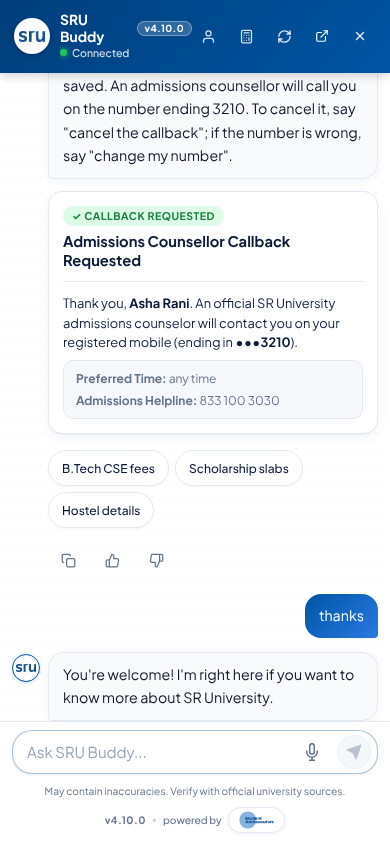 sru
SRU
Buddy
v4.10.0
Connected
saved. An admissions counsellor will call you
on the number ending 3210. To cancel it, say
"cancel the callback"; if the number is wrong,
say "change my number".
✓ CALLBACK REQUESTED
Admissions Counsellor Callback
Requested
Thank you, Asha Rani. An official SR University
admissions counselor will contact you on your
registered mobile (ending in ●●●3210).
Preferred Time: any time
Admissions Helpline: 833 100 3030
B.Tech CSE fees
Scholarship slabs
Hostel details
thanks
sru
You're welcome! I'm right here if you want to
know more about SR University.
Ask SRU Buddy...
May contain inaccuracies. Verify with official university sources.
v4.10.0 • powered by
Student
Ambassadors